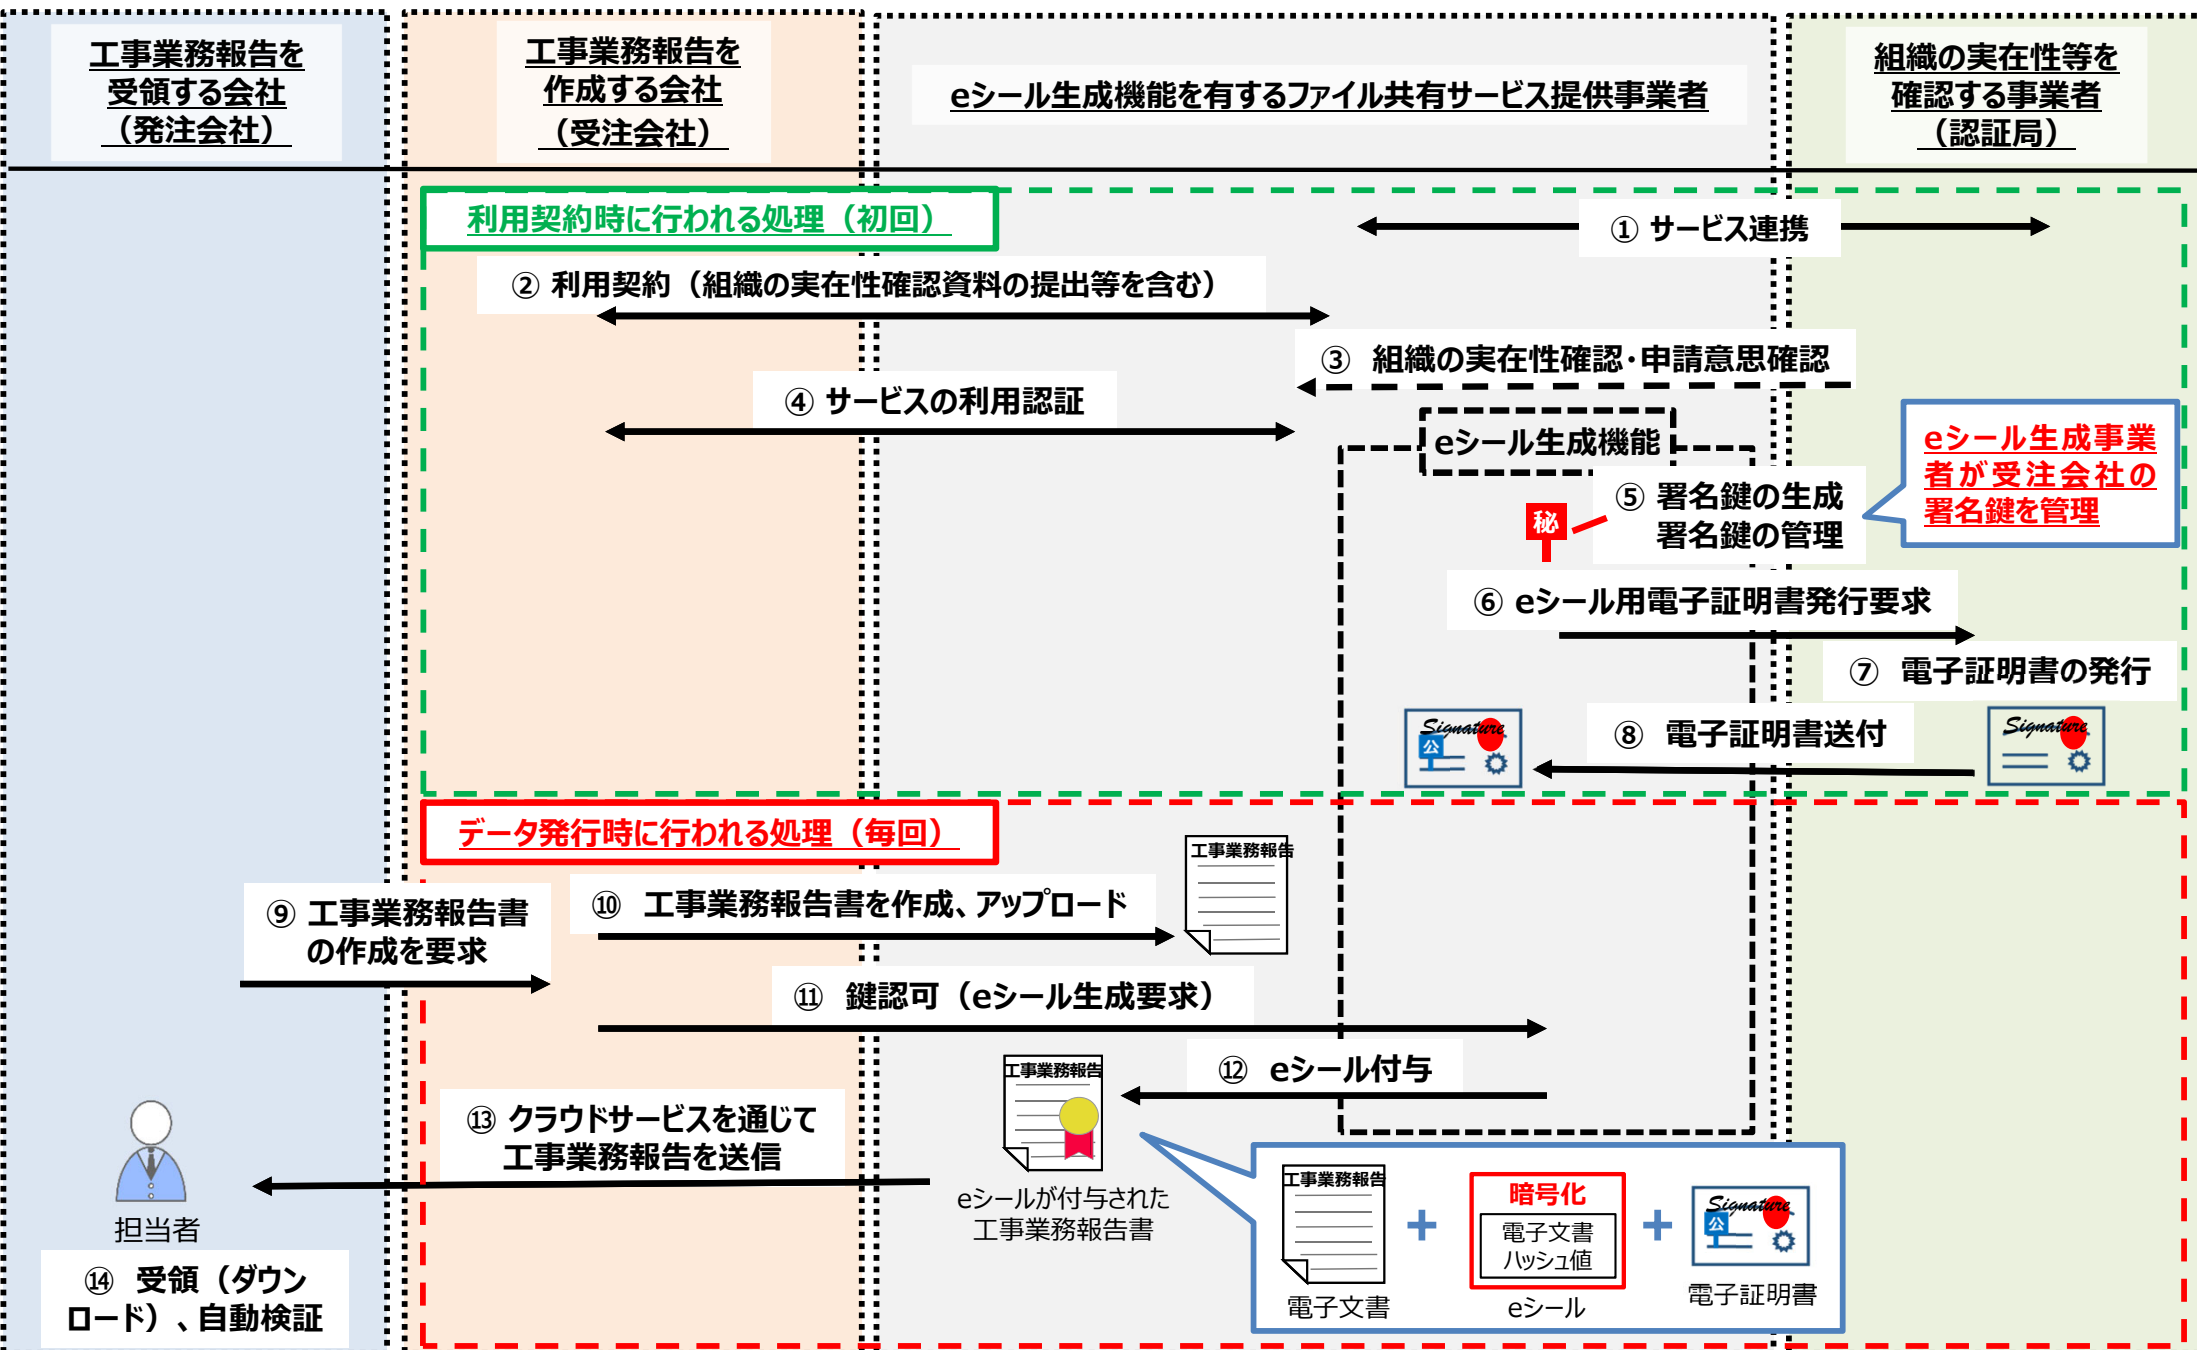 工事業務報告を
受領する会社
（発注会社）
工事業務報告を
作成する会社
（受注会社）
eシール生成機能を有するファイル共有サービス提供事業者
組織の実在性等を
確認する事業者
（認証局）
利用契約時に行われる処理（初回）
① サービス連携
② 利用契約（組織の実在性確認資料の提出等を含む）
③ 組織の実在性確認・申請意思確認
④ サービスの利用認証
eシール生成機能
eシール生成事業
者が受注会社の
署名鍵を管理
秘
⑤ 署名鍵の生成
署名鍵の管理
⑥ eシール用電子証明書発行要求
⑦ 電子証明書の発行
Signature
公
⑧ 電子証明書送付
Signature
データ発行時に行われる処理（毎回）
工事業務報告
⑨ 工事業務報告書
の作成を要求
⑩ 工事業務報告書を作成、アップロード
⑪ 鍵認可（eシール生成要求）
工事業務報告
⑫ eシール付与
⑬ クラウドサービスを通じて
工事業務報告を送信
eシールが付与された
工事業務報告書
担当者
⑭ 受領（ダウン
ロード）、自動検証
工事業務報告
電子文書
+
暗号化
電子文書
ハッシュ値
eシール
+
Signature
公
電子証明書